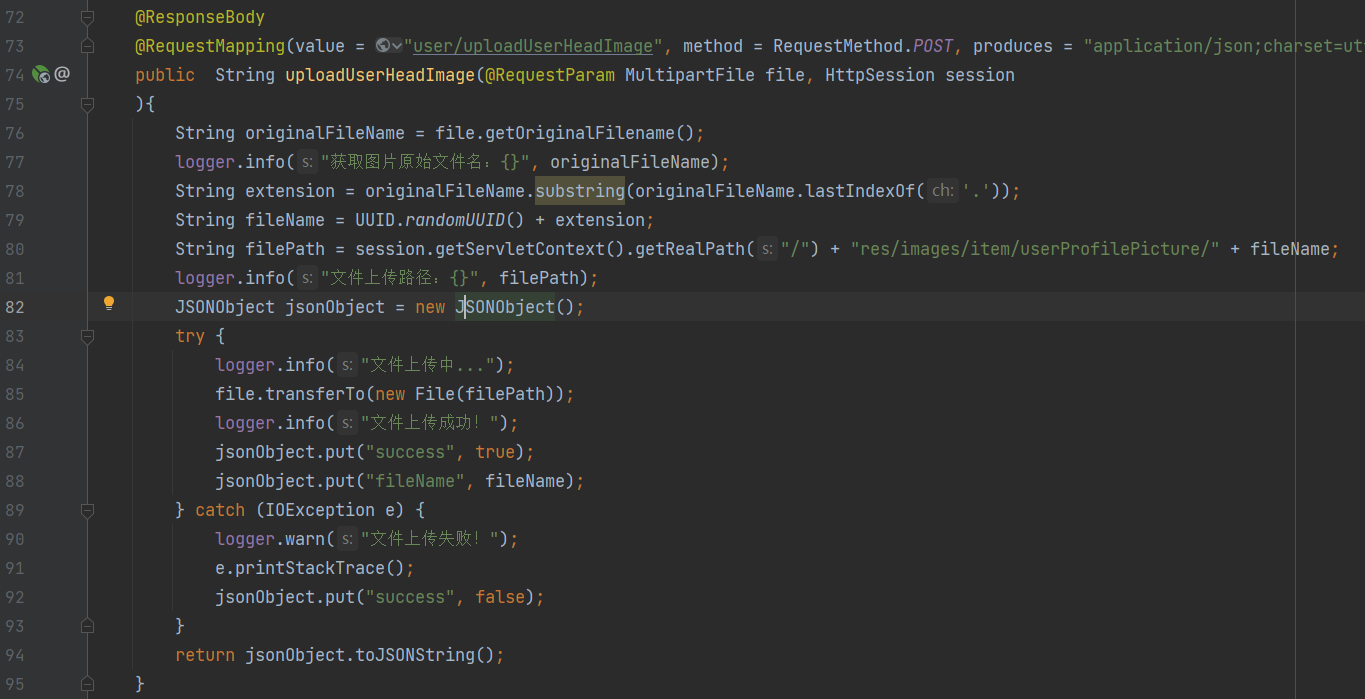 72 @ResponseBody
73 @RequestMapping(value = "user/uploadUserHeadImage", method = RequestMethod.POST, produces = "application/json;charset=ut
74 @ public  String uploadUserHeadImage(@RequestParam MultipartFile file, HttpSession session
75 ){
76 String originalFileName = file.getOriginalFilename();
77 logger.info( s: "获取图片原始文件名：{}", originalFileName);
78 String extension = originalFileName.substring(originalFileName.lastIndexOf( ch: '.'));
79 String fileName = UUID.randomUUID() + extension;
80 String filePath = session.getServletContext().getRealPath( s: "/") + "res/images/item/userProfilePicture/" + fileName;
81 logger.info( s: "文件上传路径：{}", filePath);
82 JSONObject jsonObject = new JSONObject();
83 try {
84 logger.info( s: "文件上传中...");
85 file.transferTo(new File(filePath));
86 logger.info( s: "文件上传成功！");
87 jsonObject.put("success", true);
88 jsonObject.put("fileName", fileName);
89 } catch (IOException e) {
90 logger.warn( s: "文件上传失败！");
91 e.printStackTrace();
92 jsonObject.put("success", false);
93 }
94 return jsonObject.toJSONString();
95 }